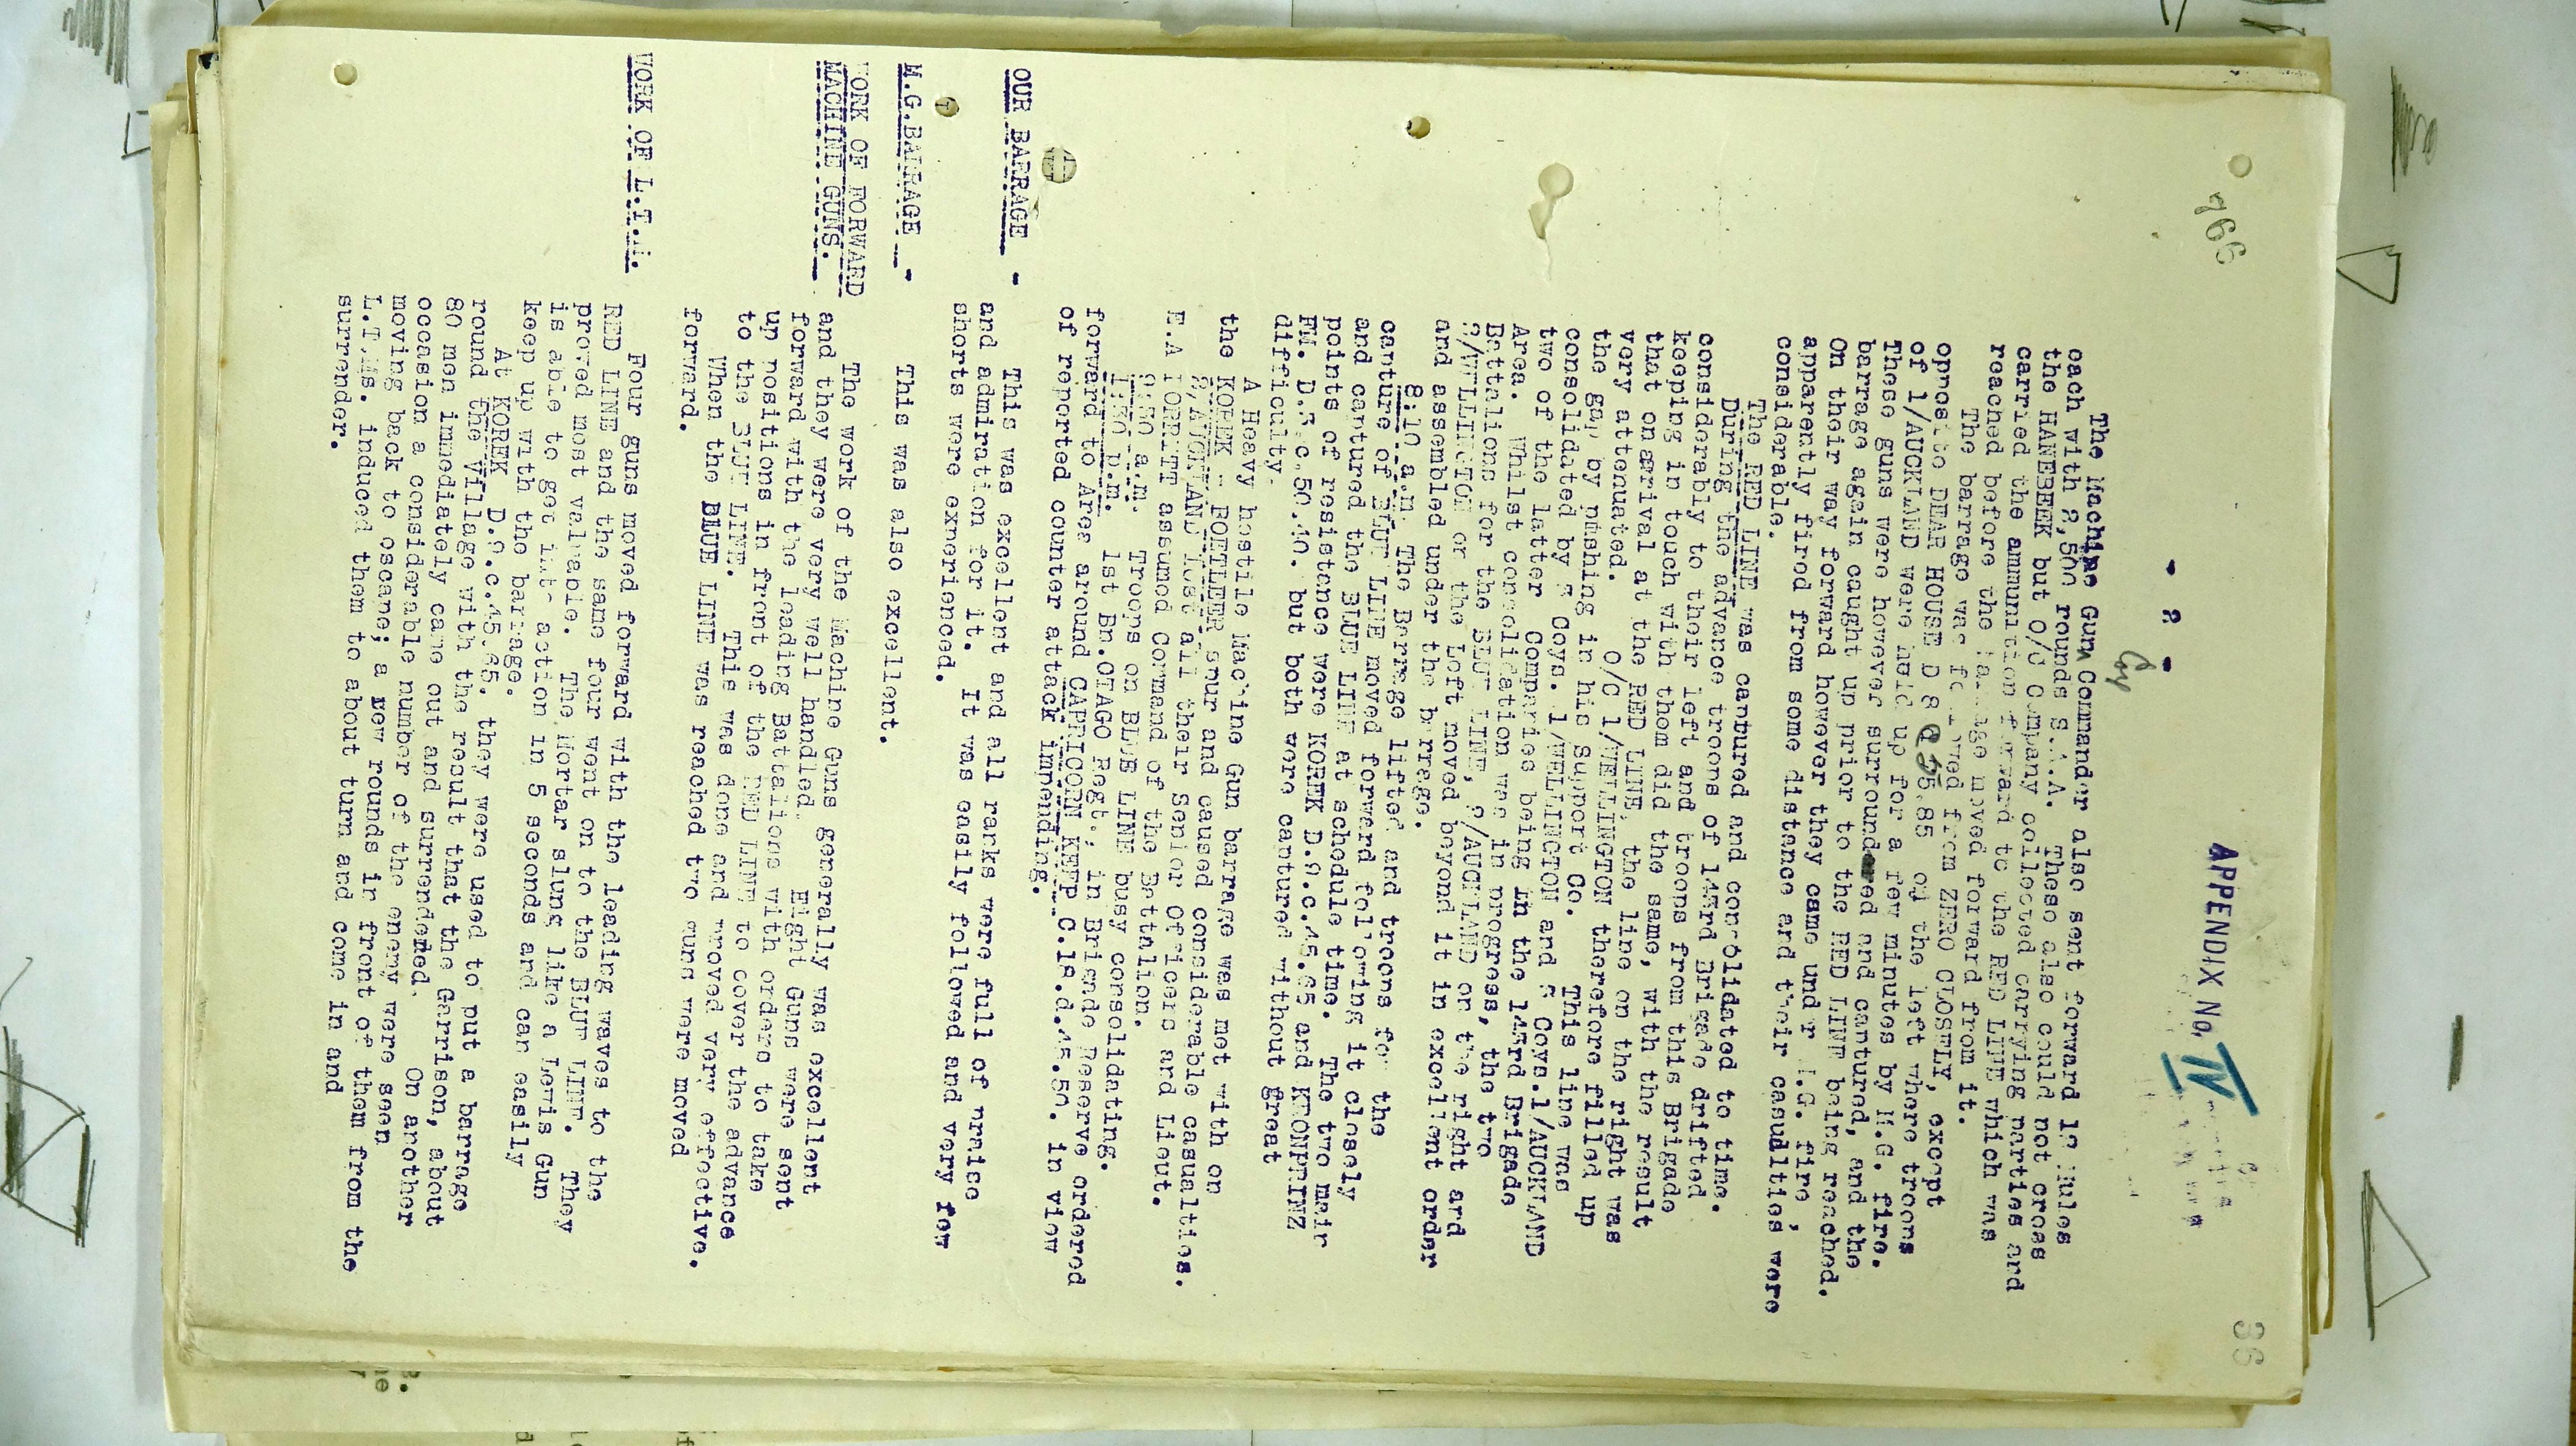 766
APPENDIX No. IV
36
- 2 -
Coy
The Machine Gun Commander also sent forward 12 Mules
each with 2,500 rounds S.A.A. These also could not cross
the HANEBEEK but O/C Company collected carrying parties and
carried the ammunition forward to the RED LINE which was
reached before the barrage moved forward from it.
The barrage was followed from ZERO CLOSELY, except
opposite DEAR HOUSE D 8 5.85 on the left where troops
of 1/AUCKLAND were held up for a few minutes by M.G. fire.
These guns were however surrounded and captured, and the
barrage again caught up prior to the RED LINE being reached.
On their way forward however they came under M.G. fire,
apparently fired from some distance and their casualties were
considerable.
The RED LINE was captured and consolidated to time.
During the advance troops of 143rd Brigade drifted
considerably to their left and troops from this Brigade
keeping in touch with them did the same, with the result
that on arrival at the RED LINE, the line on the right was
very attenuated. O/C 1/WELLINGTON therefore filled up
the gap by pushing in his Support Co. This line was
consolidated by Coys. 1/WELLINGTON and Coys.1/AUCKLAND
two of the latter Companies being in the 143rd Brigade
Area. Whilst consolidation was in progress, the two
Battalions for the BLUE LINE, 2/AUCKLAND on the right and
2/WELLINGTON on the Left moved beyond it in excellent order
and assembled under the barrage.
8:10 a.m. The Barrage lifted and troops for the
capture of BLUE LINE moved forward following it closely
and captured the BLUE LINE at schedule time. The two main
points of resistance were KOREK D.9.c.45.65 and KRONPRINZ
FM. D.3.c.50.40. but both were captured without great
difficulty.
A Heavy hostile Machine Gun barrage was met with on
the KOREK - BOETLEER spur and caused considerable casualties.
2/AUCKLAND lost all their Senior Officers and Lieut.
E.A PORRITT assumed Command of the Battalion.
9:30 a.m. Troops on BLUE LINE busy consolidating.
1:30 p.m. 1st Bn.OTAGO Regt. in Brigade Reserve ordered
forward to Area around CAPRICORN KEEP C.18.d.45.50. in view
of reported counter attack impending.
OUR BARRAGE -
This was excellent and all ranks were full of praise
and admiration for it. It was easily followed and very few
shorts were experienced.
M.G.BARRAGE -
This was also excellent.
WORK OF FORWARD
MACHINE GUNS.
The work of the Machine Guns generally was excellent
and they were very well handled. Eight Guns were sent
forward with the leading Battalions with orders to take
up positions in front of the RED LINE to cover the advance
to the BLUE LINE. This was done and proved very effective.
When the BLUE LINE was reached two guns were moved
forward.
WORK OF L.T.M.
Four guns moved forward with the leading waves to the
RED LINE and the same four went on to the BLUE LINE. They
proved most valuable. The Mortar slung like a Lewis Gun
is able to get into action in 5 seconds and can easily
keep up with the barrage.
At KOREK D.9.c.45.65. they were used to put a barrage
round the Village with the result that the Garrison, about
80 men immediately came out and surrendered. On another
occasion a considerable number of the enemy were seen
moving back to escape; a few rounds in front of them from the
L.T.Ms. induced them to about turn and come in and
surrender.